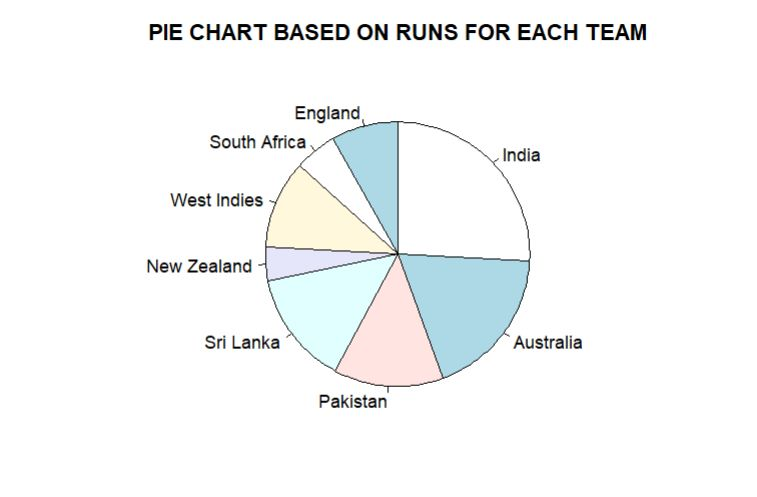 PIE CHART BASED ON RUNS FOR EACH TEAM
England
South Africa
India
West Indies
New Zealand
Sri Lanka
Australia
Pakistan